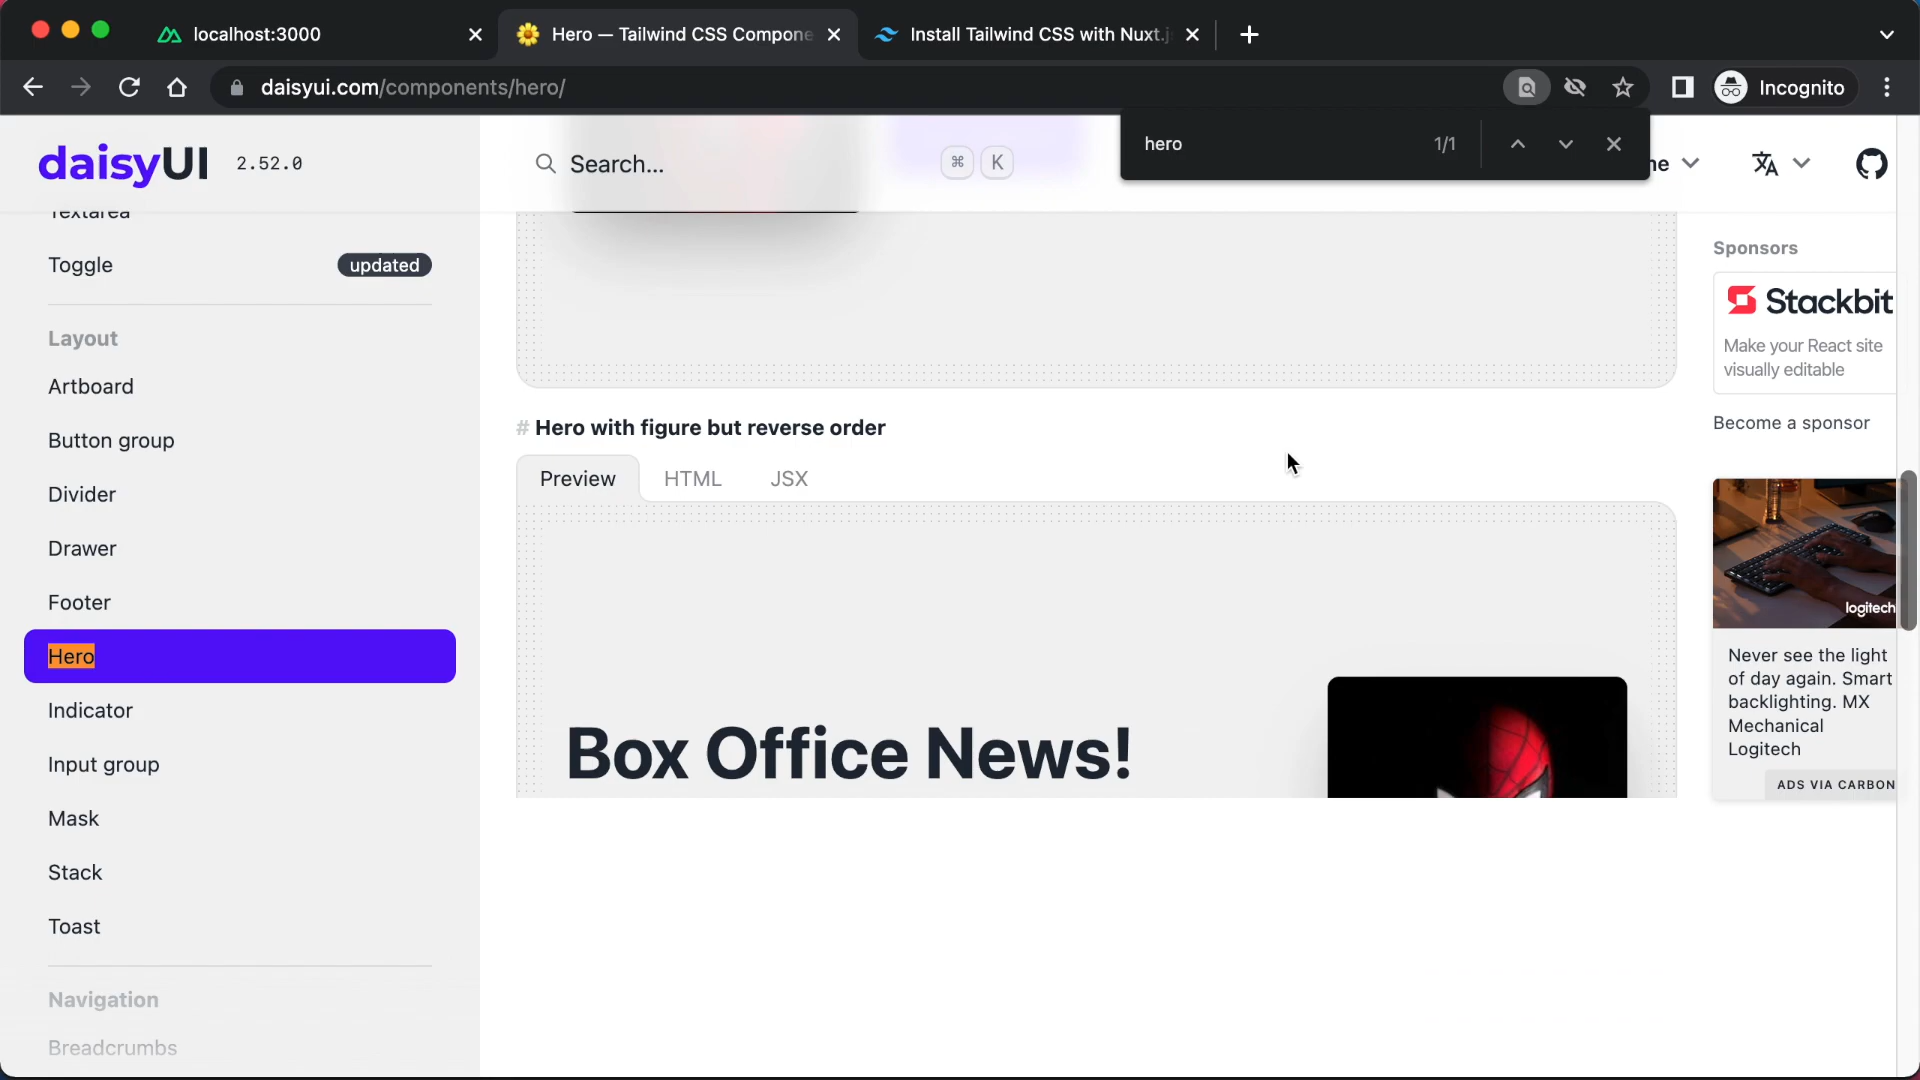 localhost:3000
Hero — Tailwind CSS Compone
Install Tailwind CSS with Nuxt.j
daisyui.com/components/hero/
Incognito
hero
1/1
daisyUI 2.52.0
Search...
⌘ K
me
Textarea
Toggle
updated
Layout
Artboard
Button group
Divider
Drawer
Footer
Hero
Indicator
Input group
Mask
Stack
Toast
Navigation
Breadcrumbs
# Hero with figure but reverse order
Preview
HTML
JSX
Box Office News!
Sponsors
Stackbit
Make your React site
visually editable
Become a sponsor
logitech
Never see the light
of day again. Smart
backlighting. MX
Mechanical
Logitech
ADS VIA CARBON